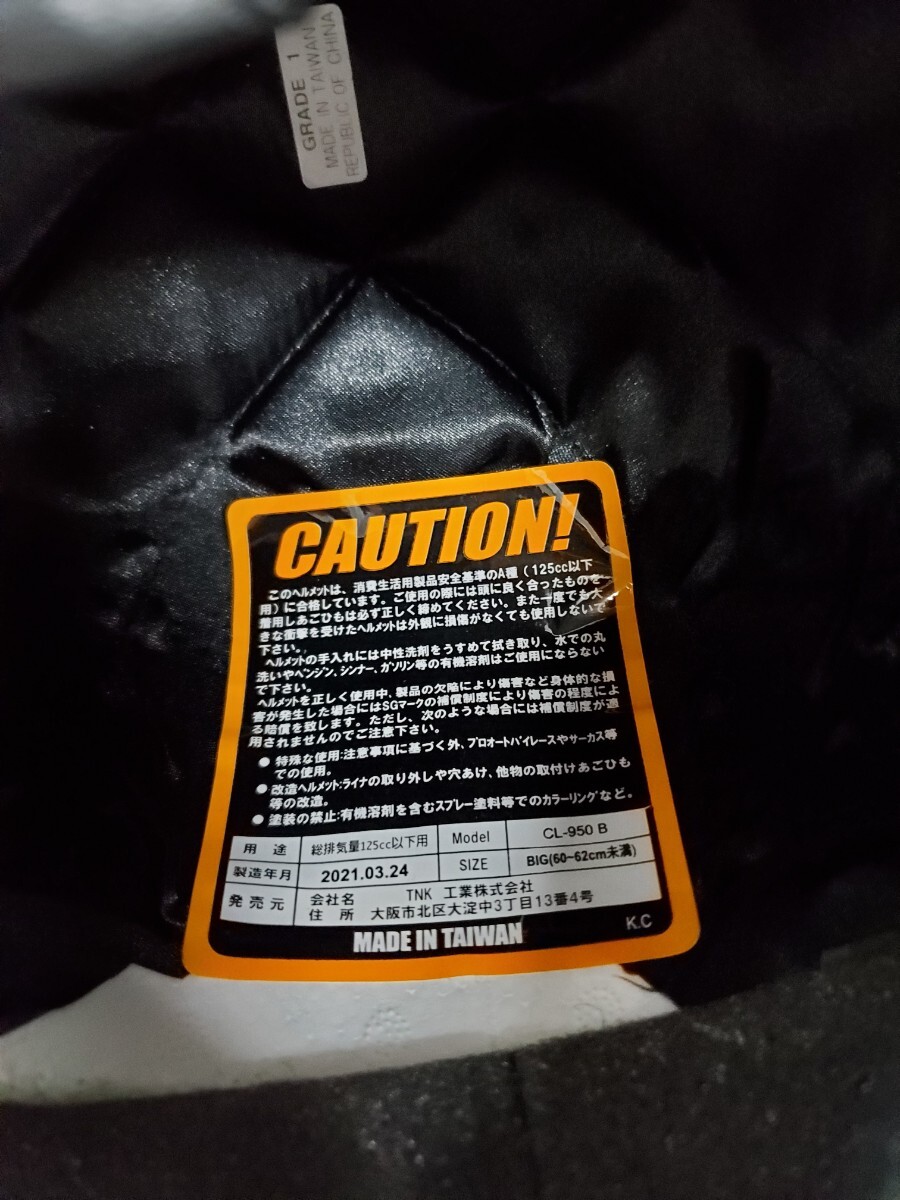 GRADE 1
MADE IN TAIWAN
REPUBLIC OF CHINA
CAUTION!
このヘルメットは、消費生活用製品安全基準のA種（125cc以下
用）に合格しています。ご使用の際には頭に良く合ったものを
着用しあごひもは必ず正しく締めてください。また一度でも大
きな衝撃を受けたヘルメットは外観に損傷がなくても使用しないで
下さい。
ヘルメットの手入れには中性洗剤をうすめて拭き取り、水での丸
洗いやベンジン、シンナー、ガソリン等の有機溶剤はご使用にならない
で下さい。
ヘルメットを正しく使用中、製品の欠陥により傷害など身体的な損
害が発生した場合にはSGマークの補償制度により傷害の程度によ
る賠償を致します。ただし、次のような場合には補償制度が適
用されませんのでご注意下さい。
● 特殊な使用:注意事項に基づく外、プロオートバイレースやサーカス等
での使用。
● 改造ヘルメット:ライナの取り外しや穴あけ、他物の取付けあごひも
等の改造。
● 塗装の禁止:有機溶剤を含むスプレー塗料等でのカラーリングなど。
用 途 総排気量125cc以下用 Model CL-950 B
製造年月 2021.03.24 SIZE BIG(60~62cm未満)
発売元 会社名 TNK 工業株式会社
住 所 大阪市北区大淀中3丁目13番4号
MADE IN TAIWAN K.C